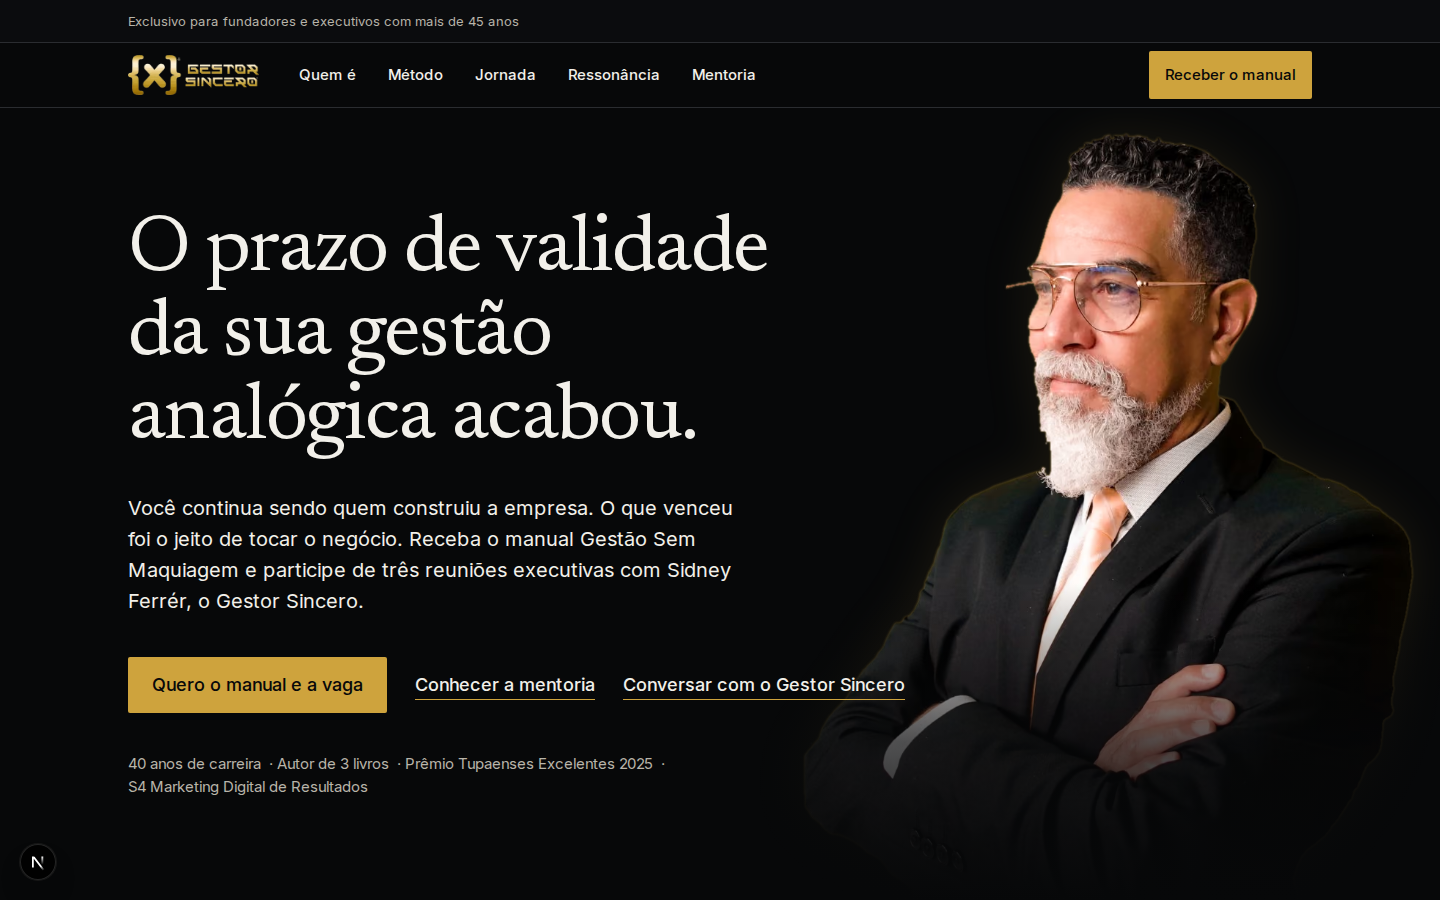 Exclusivo para fundadores e executivos com mais de 45 anos
{X} GESTOR
SINCERO
Quem é
Método
Jornada
Ressonância
Mentoria
Receber o manual
O prazo de validade
da sua gestão
analógica acabou.
Você continua sendo quem construiu a empresa. O que venceu
foi o jeito de tocar o negócio. Receba o manual Gestão Sem
Maquiagem e participe de três reuniões executivas com Sidney
Ferrér, o Gestor Sincero.
Quero o manual e a vaga
Conhecer a mentoria
Conversar com o Gestor Sincero
40 anos de carreira · Autor de 3 livros · Prêmio Tupaenses Excelentes 2025 ·
S4 Marketing Digital de Resultados
N